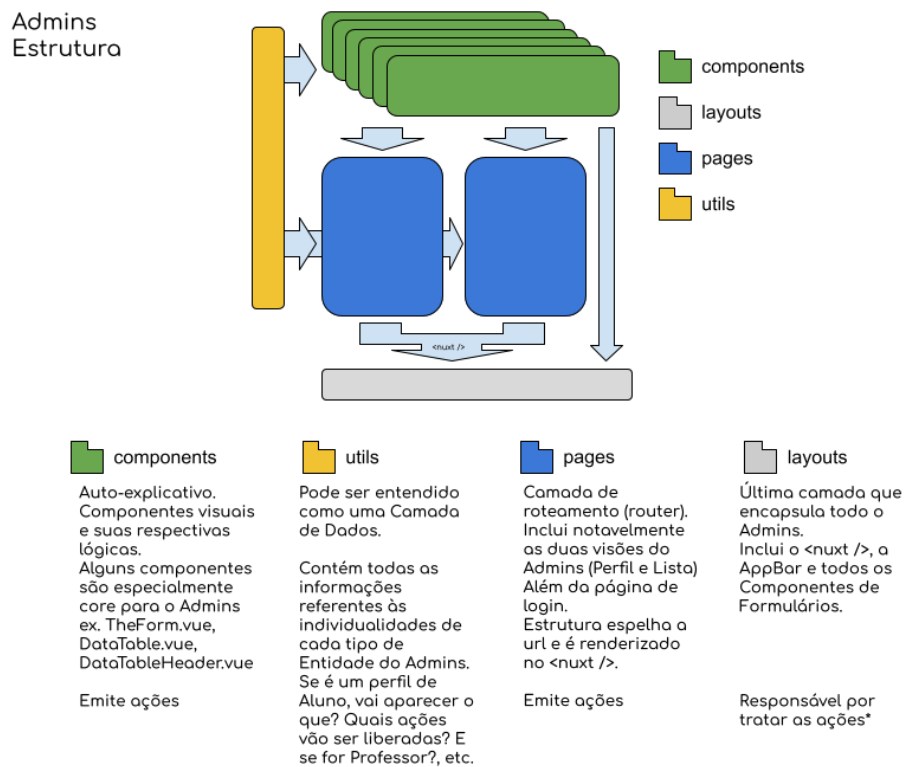 Admins
Estrutura
components
layouts
pages
utils
<nuxt />
components
Auto-explicativo.
Componentes visuais
e suas respectivas
lógicas.
Alguns componentes
são especialmente
core para o Admins
ex. TheForm.vue,
DataTable.vue,
DataTableHeader.vue
Emite ações
utils
Pode ser entendido
como uma Camada
de Dados.
Contém todas as
informações
referentes às
individualidades de
cada tipo de
Entidade do Admins.
Se é um perfil de
Aluno, vai aparecer o
que? Quais ações
vão ser liberadas? E
se for Professor?, etc.
pages
Camada de
roteamento (router).
Inclui notavelmente
as duas visões do
Admins (Perfil e Lista)
Além da página de
login.
Estrutura espelha a
url e é renderizado
no <nuxt />.
Emite ações
layouts
Última camada que
encapsula todo o
Admins.
Inclui o <nuxt />, a
AppBar e todos os
Componentes de
Formulários.
Responsável por
tratar as ações*